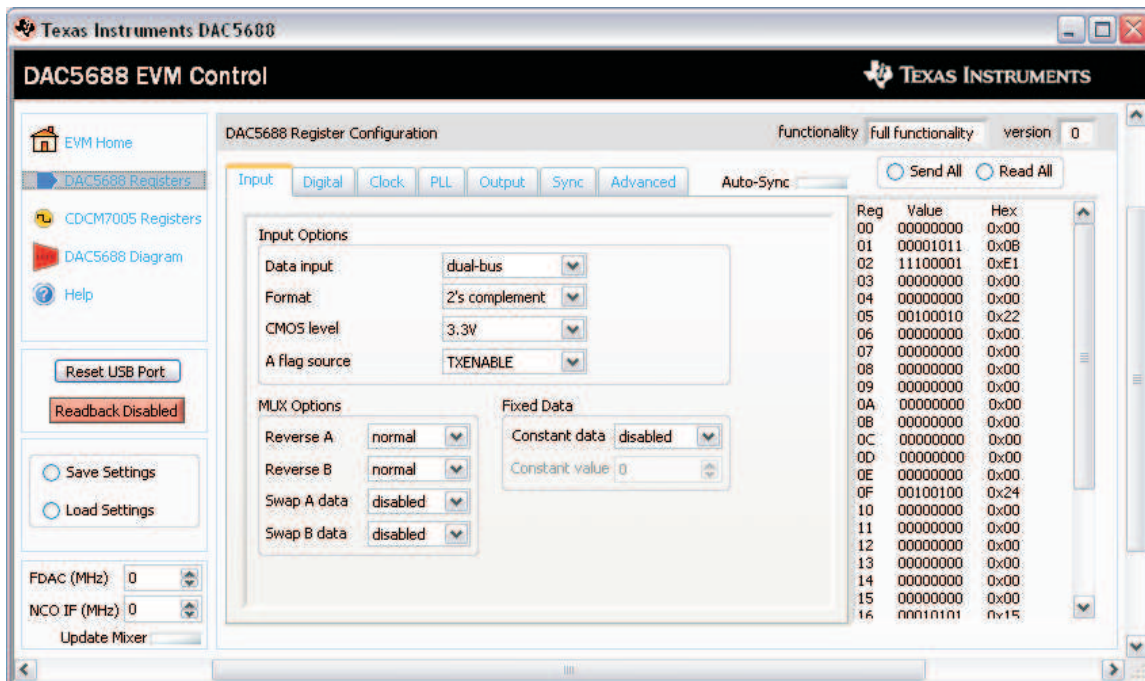 Texas Instruments DAC5688
DAC5688 EVM Control
TEXAS INSTRUMENTS
EVM Home
DAC5688 Registers
CDCM7005 Registers
DAC5688 Diagram
Help
Reset USB Port
Readback Disabled
Save Settings
Load Settings
FDAC (MHz) 0
NCO IF (MHz) 0
Update Mixer
DAC5688 Register Configuration
functionality full functionality version 0
Input Digital Clock PLL Output Sync Advanced
Auto-Sync
Send All Read All
Input Options
Data input dual-bus
Format 2's complement
CMOS level 3.3V
A flag source TXENABLE
MUX Options
Reverse A normal
Reverse B normal
Swap A data disabled
Swap B data disabled
Fixed Data
Constant data disabled
Constant value 0
Reg Value Hex
00 00000000 0x00
01 00001011 0x0B
02 11100001 0xE1
03 00000000 0x00
04 00000000 0x00
05 00100010 0x22
06 00000000 0x00
07 00000000 0x00
08 00000000 0x00
09 00000000 0x00
0A 00000000 0x00
0B 00000000 0x00
0C 00000000 0x00
0D 00000000 0x00
0E 00000000 0x00
0F 00100100 0x24
10 00000000 0x00
11 00000000 0x00
12 00000000 0x00
13 00000000 0x00
14 00000000 0x00
15 00000000 0x00
16 00010101 0x15